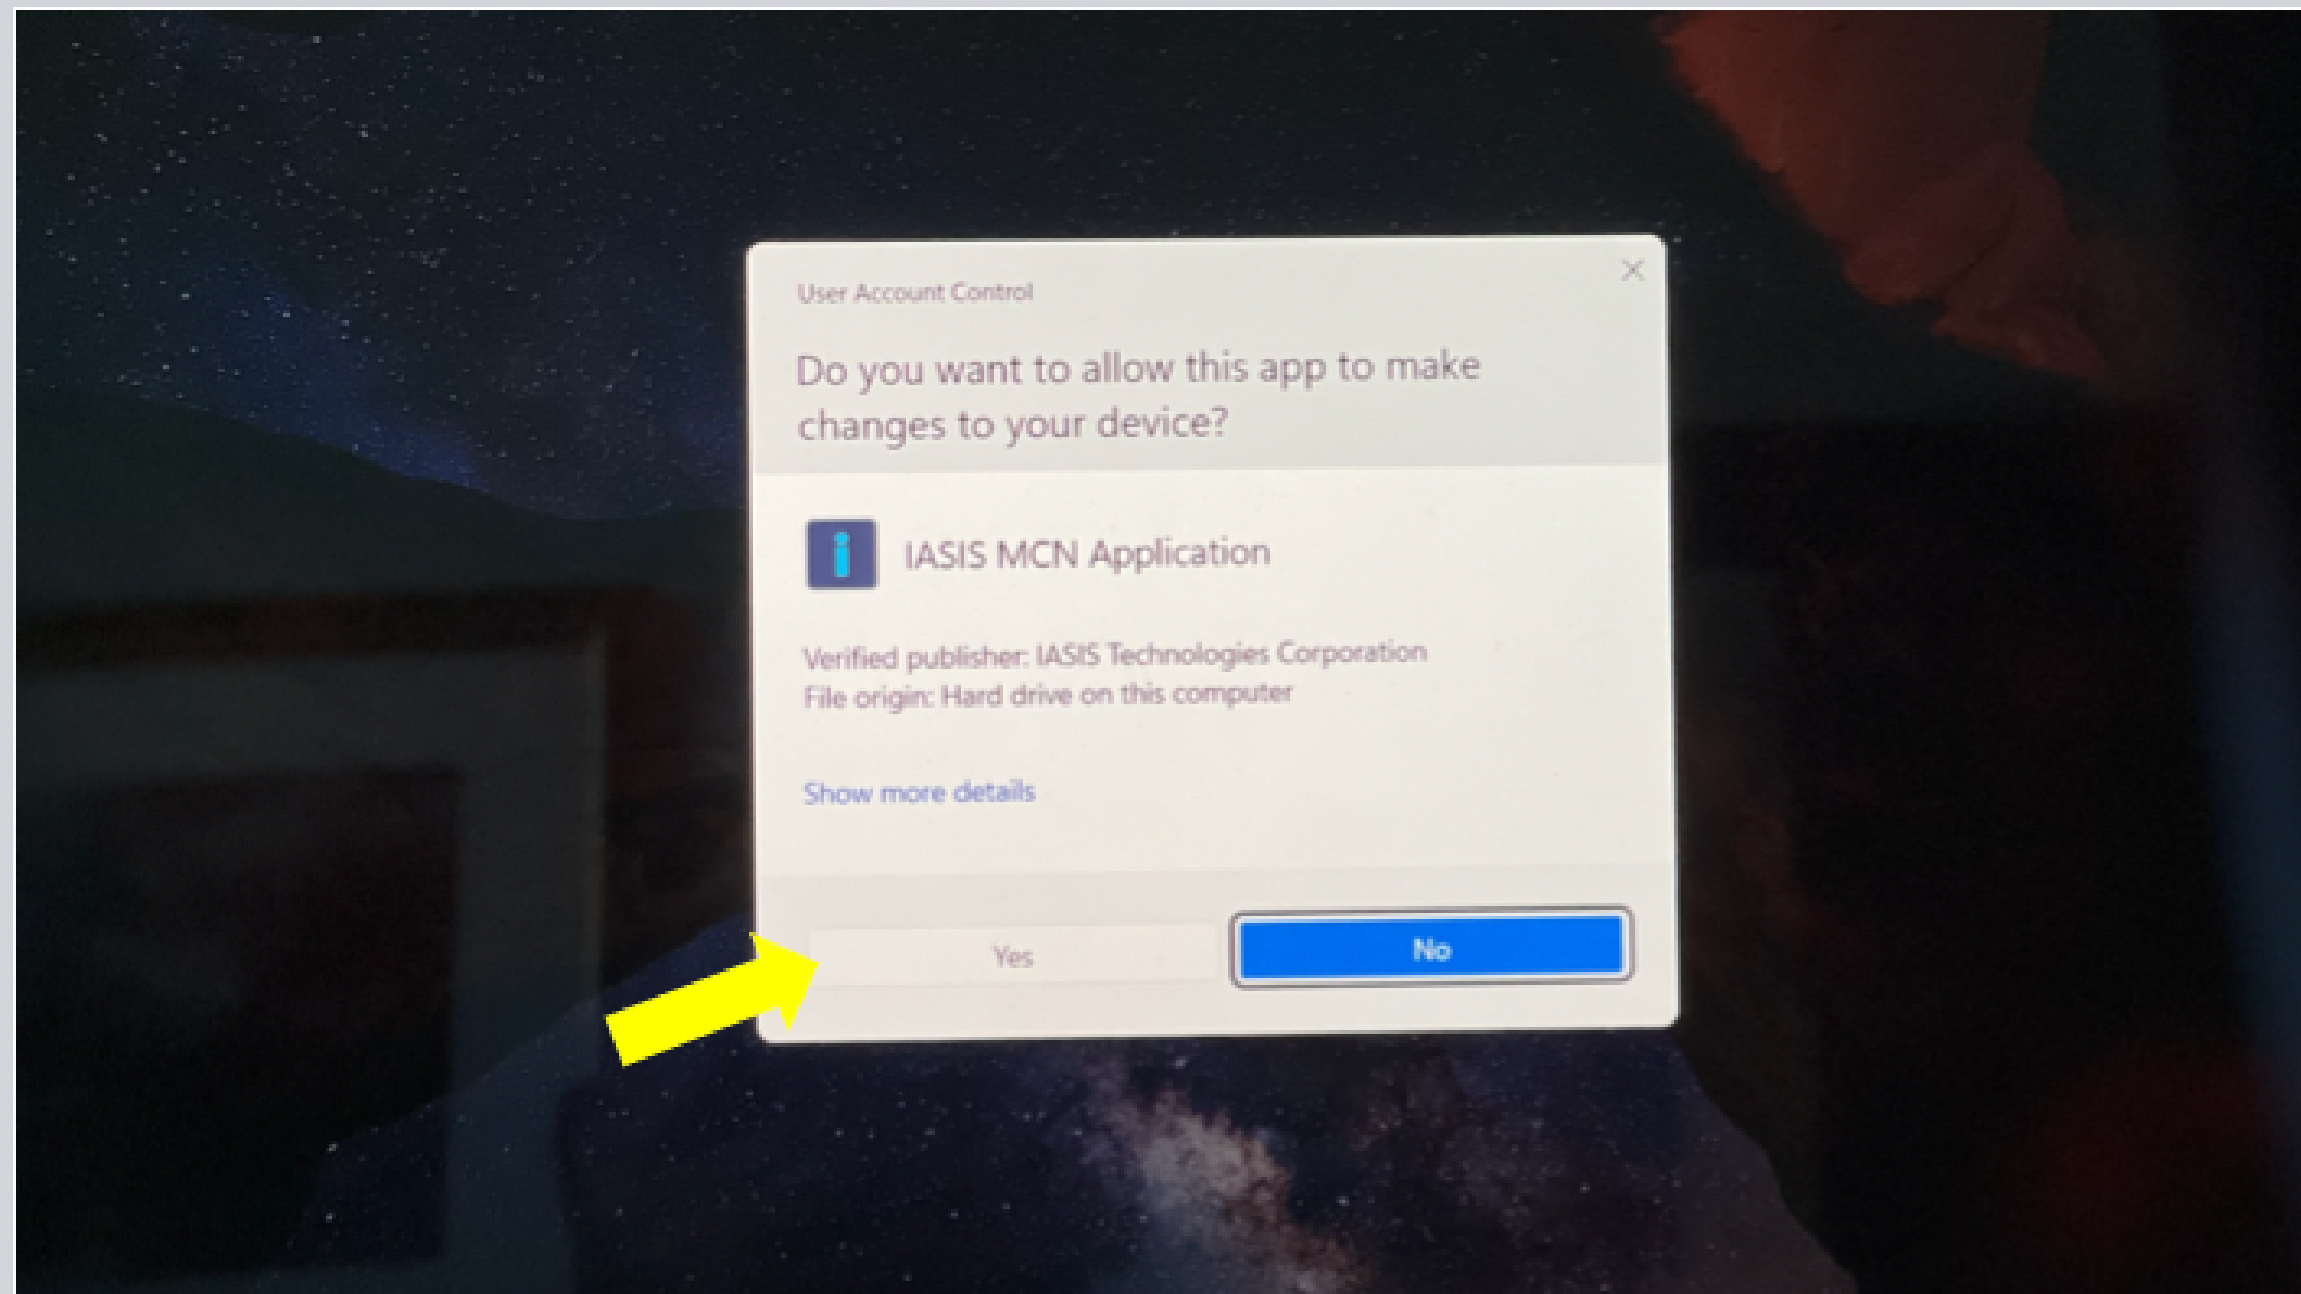 User Account Control
Do you want to allow this app to make
changes to your device?
IASIS MCN Application
Verified publisher: IASIS Technologies Corporation
File origin: Hard drive on this computer
Show more details
Yes
No